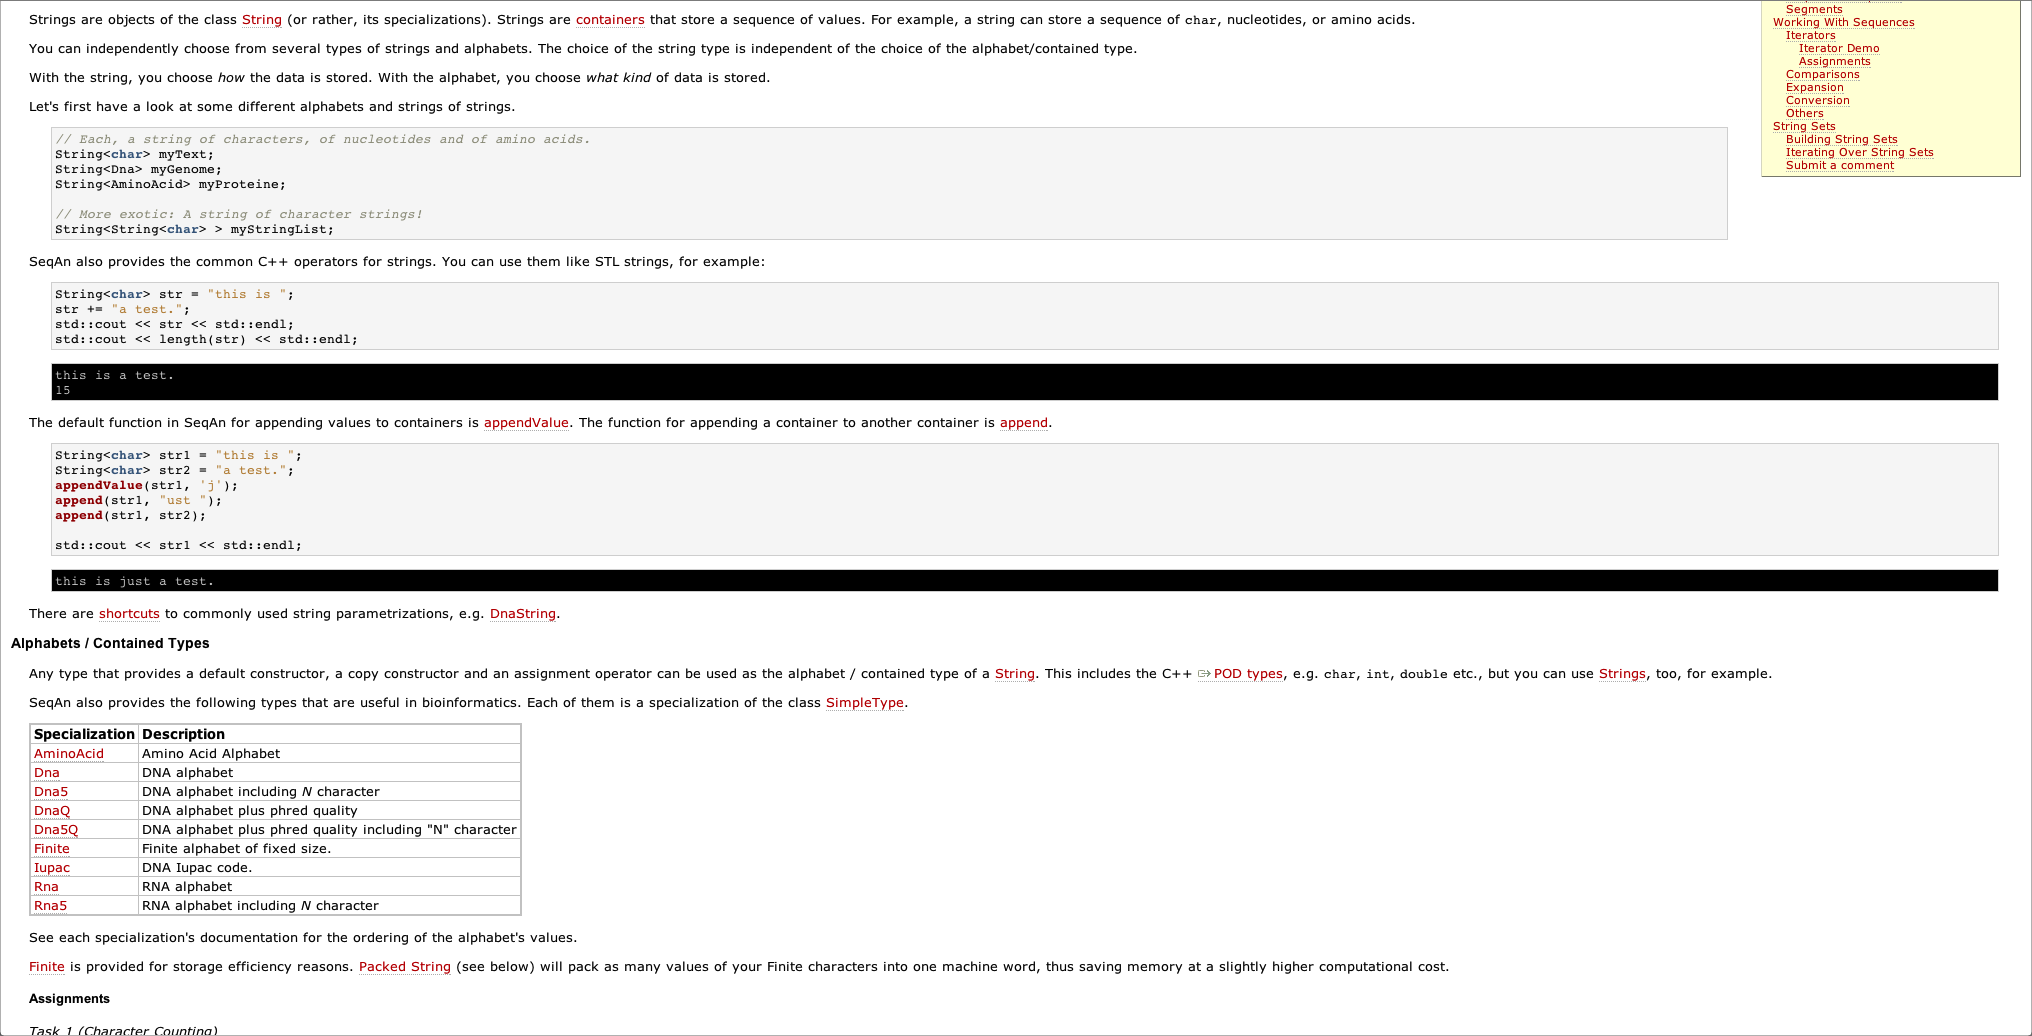 Strings are objects of the class String (or rather, its specializations). Strings are containers that store a sequence of values. For example, a string can store a sequence of char, nucleotides, or amino acids.
You can independently choose from several types of strings and alphabets. The choice of the string type is independent of the choice of the alphabet/contained type.
With the string, you choose how the data is stored. With the alphabet, you choose what kind of data is stored.
Let's first have a look at some different alphabets and strings of strings.
// Each, a string of characters, of nucleotides and of amino acids.
String<char> myText;
String<Dna> myGenome;
String<AminoAcid> myProteine;
// More exotic: A string of character strings!
String<String<char> > myStringList;
Segments
Working With Sequences
Iterators
Iterator Demo
Assignments
Comparisons
Expansion
Conversion
Others
String Sets
Building String Sets
Iterating Over String Sets
Submit a comment
SeqAn also provides the common C++ operators for strings. You can use them like STL strings, for example:
String<char> str = "this is ";
str += "a test.";
std::cout << str << std::endl;
std::cout << length(str) << std::endl;
this is a test.
15
The default function in SeqAn for appending values to containers is appendValue. The function for appending a container to another container is append.
String<char> str1 = "this is ";
String<char> str2 = "a test.";
appendValue(str1, 'j');
append(str1, "ust ");
append(str1, str2);
std::cout << str1 << std::endl;
this is just a test.
There are shortcuts to commonly used string parametrizations, e.g. DnaString.
Alphabets / Contained Types
Any type that provides a default constructor, a copy constructor and an assignment operator can be used as the alphabet / contained type of a String. This includes the C++ POD types, e.g. char, int, double etc., but you can use Strings, too, for example.
SeqAn also provides the following types that are useful in bioinformatics. Each of them is a specialization of the class SimpleType.
Specialization Description
AminoAcid Amino Acid Alphabet
Dna DNA alphabet
Dna5 DNA alphabet including N character
DnaQ DNA alphabet plus phred quality
Dna5Q DNA alphabet plus phred quality including "N" character
Finite Finite alphabet of fixed size.
Iupac DNA Iupac code.
Rna RNA alphabet
Rna5 RNA alphabet including N character
See each specialization's documentation for the ordering of the alphabet's values.
Finite is provided for storage efficiency reasons. Packed String (see below) will pack as many values of your Finite characters into one machine word, thus saving memory at a slightly higher computational cost.
Assignments
Task 1 (Character Counting)